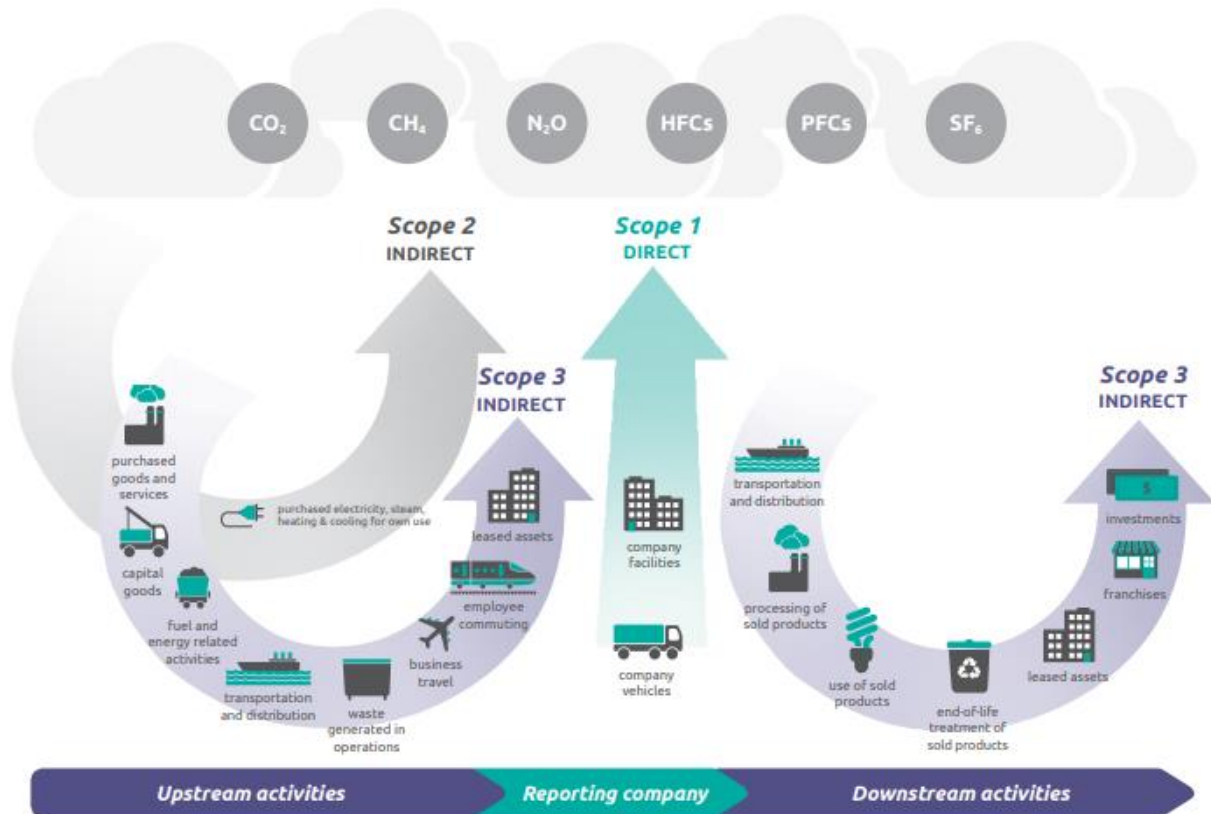 CO₂
CH₄
N₂O
HFCs
PFCs
SF₆
Scope 2
INDIRECT
Scope 1
DIRECT
Scope 3
INDIRECT
Scope 3
INDIRECT
purchased
goods and
services
capital
goods
fuel and
energy related
activities
purchased electricity, steam,
heating & cooling for own use
transportation
and distribution
waste
generated in
operations
business
travel
employee
commuting
leased assets
company
facilities
company
vehicles
transportation
and distribution
processing of
sold products
use of sold
products
end-of-life
treatment of
sold products
leased assets
franchises
$
investments
Upstream activities
Reporting company
Downstream activities